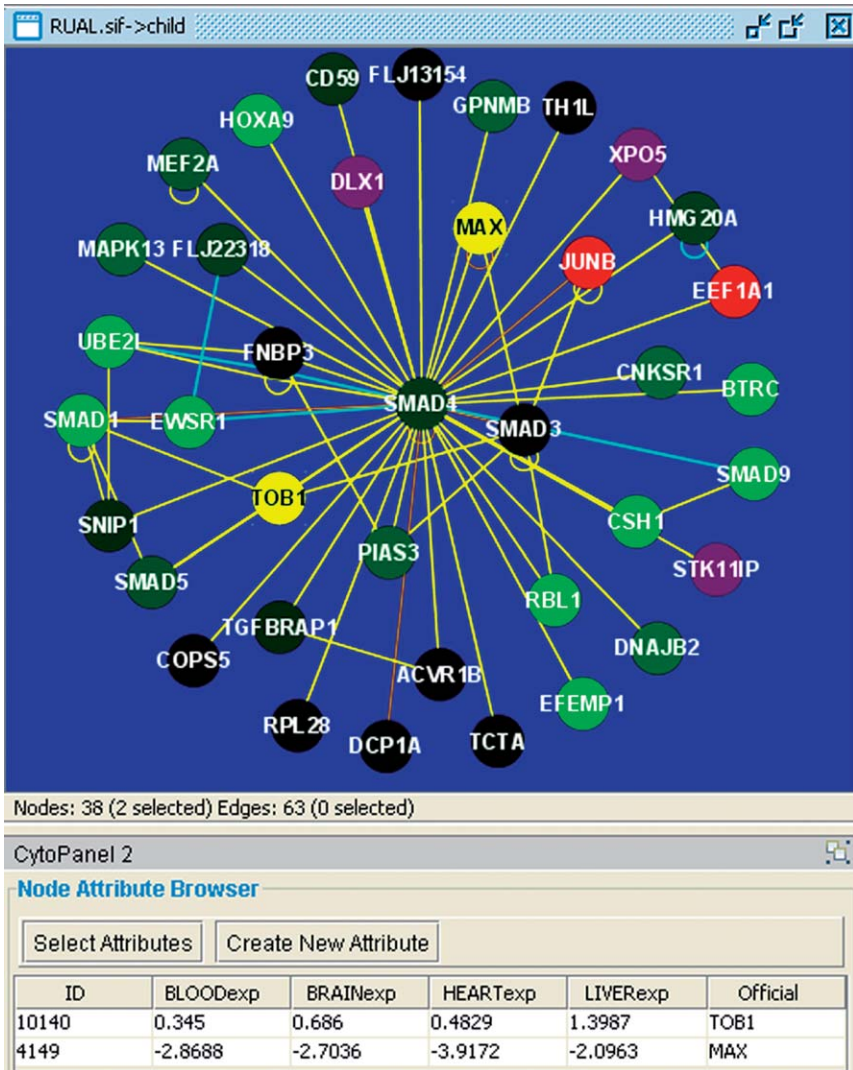 RUAL.sif->child
CD59
FLJ13154
GPNMB
TH1L
HOXA9
XPO5
MEF2A
DLX1
HMG20A
MAX
MAPK13
FLJ22318
JUNB
EEF1A1
UBE2I
FNBP3
CNKSR1
BTRC
SMAD4
SMAD1
EWSR1
SMAD3
SMAD9
TOB1
CSH1
SNIP1
PIAS3
STK11IP
SMAD5
RBL1
TGFBRAP1
DNAJB2
COPS5
ACVR1B
EFEMP1
RPL28
DCP1A
TCTA
Nodes: 38 (2 selected) Edges: 63 (0 selected)
CytoPanel 2
Node Attribute Browser
Select Attributes Create New Attribute
ID BLOODexp BRAINexp HEARTexp LIVERexp Official
10140 0.345 0.686 0.4829 1.3987 TOB1
4149 -2.8688 -2.7036 -3.9172 -2.0963 MAX